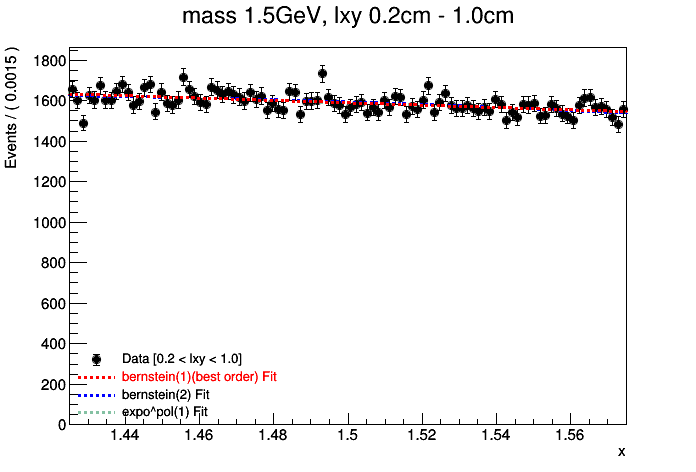 mass 1.5GeV, lxy 0.2cm - 1.0cm
Events / ( 0.0015 )
1800
1600
1400
1200
1000
800
600
400
200
0
Data [0.2 < lxy < 1.0]
bernstein(1)(best order) Fit
bernstein(2) Fit
expo^pol(1) Fit
1.44 1.46 1.48 1.5 1.52 1.54 1.56
x